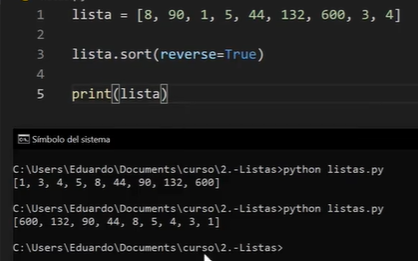 1 lista = [8, 90, 1, 5, 44, 132, 600, 3, 4]
2
3 lista.sort(reverse=True)
4
5 print(lista)
Símbolo del sistema
C:\Users\Eduardo\Documents\curso\2.-Listas>python listas.py
[1, 3, 4, 5, 8, 44, 90, 132, 600]
C:\Users\Eduardo\Documents\curso\2.-Listas>python listas.py
[600, 132, 90, 44, 8, 5, 4, 3, 1]
C:\Users\Eduardo\Documents\curso\2.-Listas>